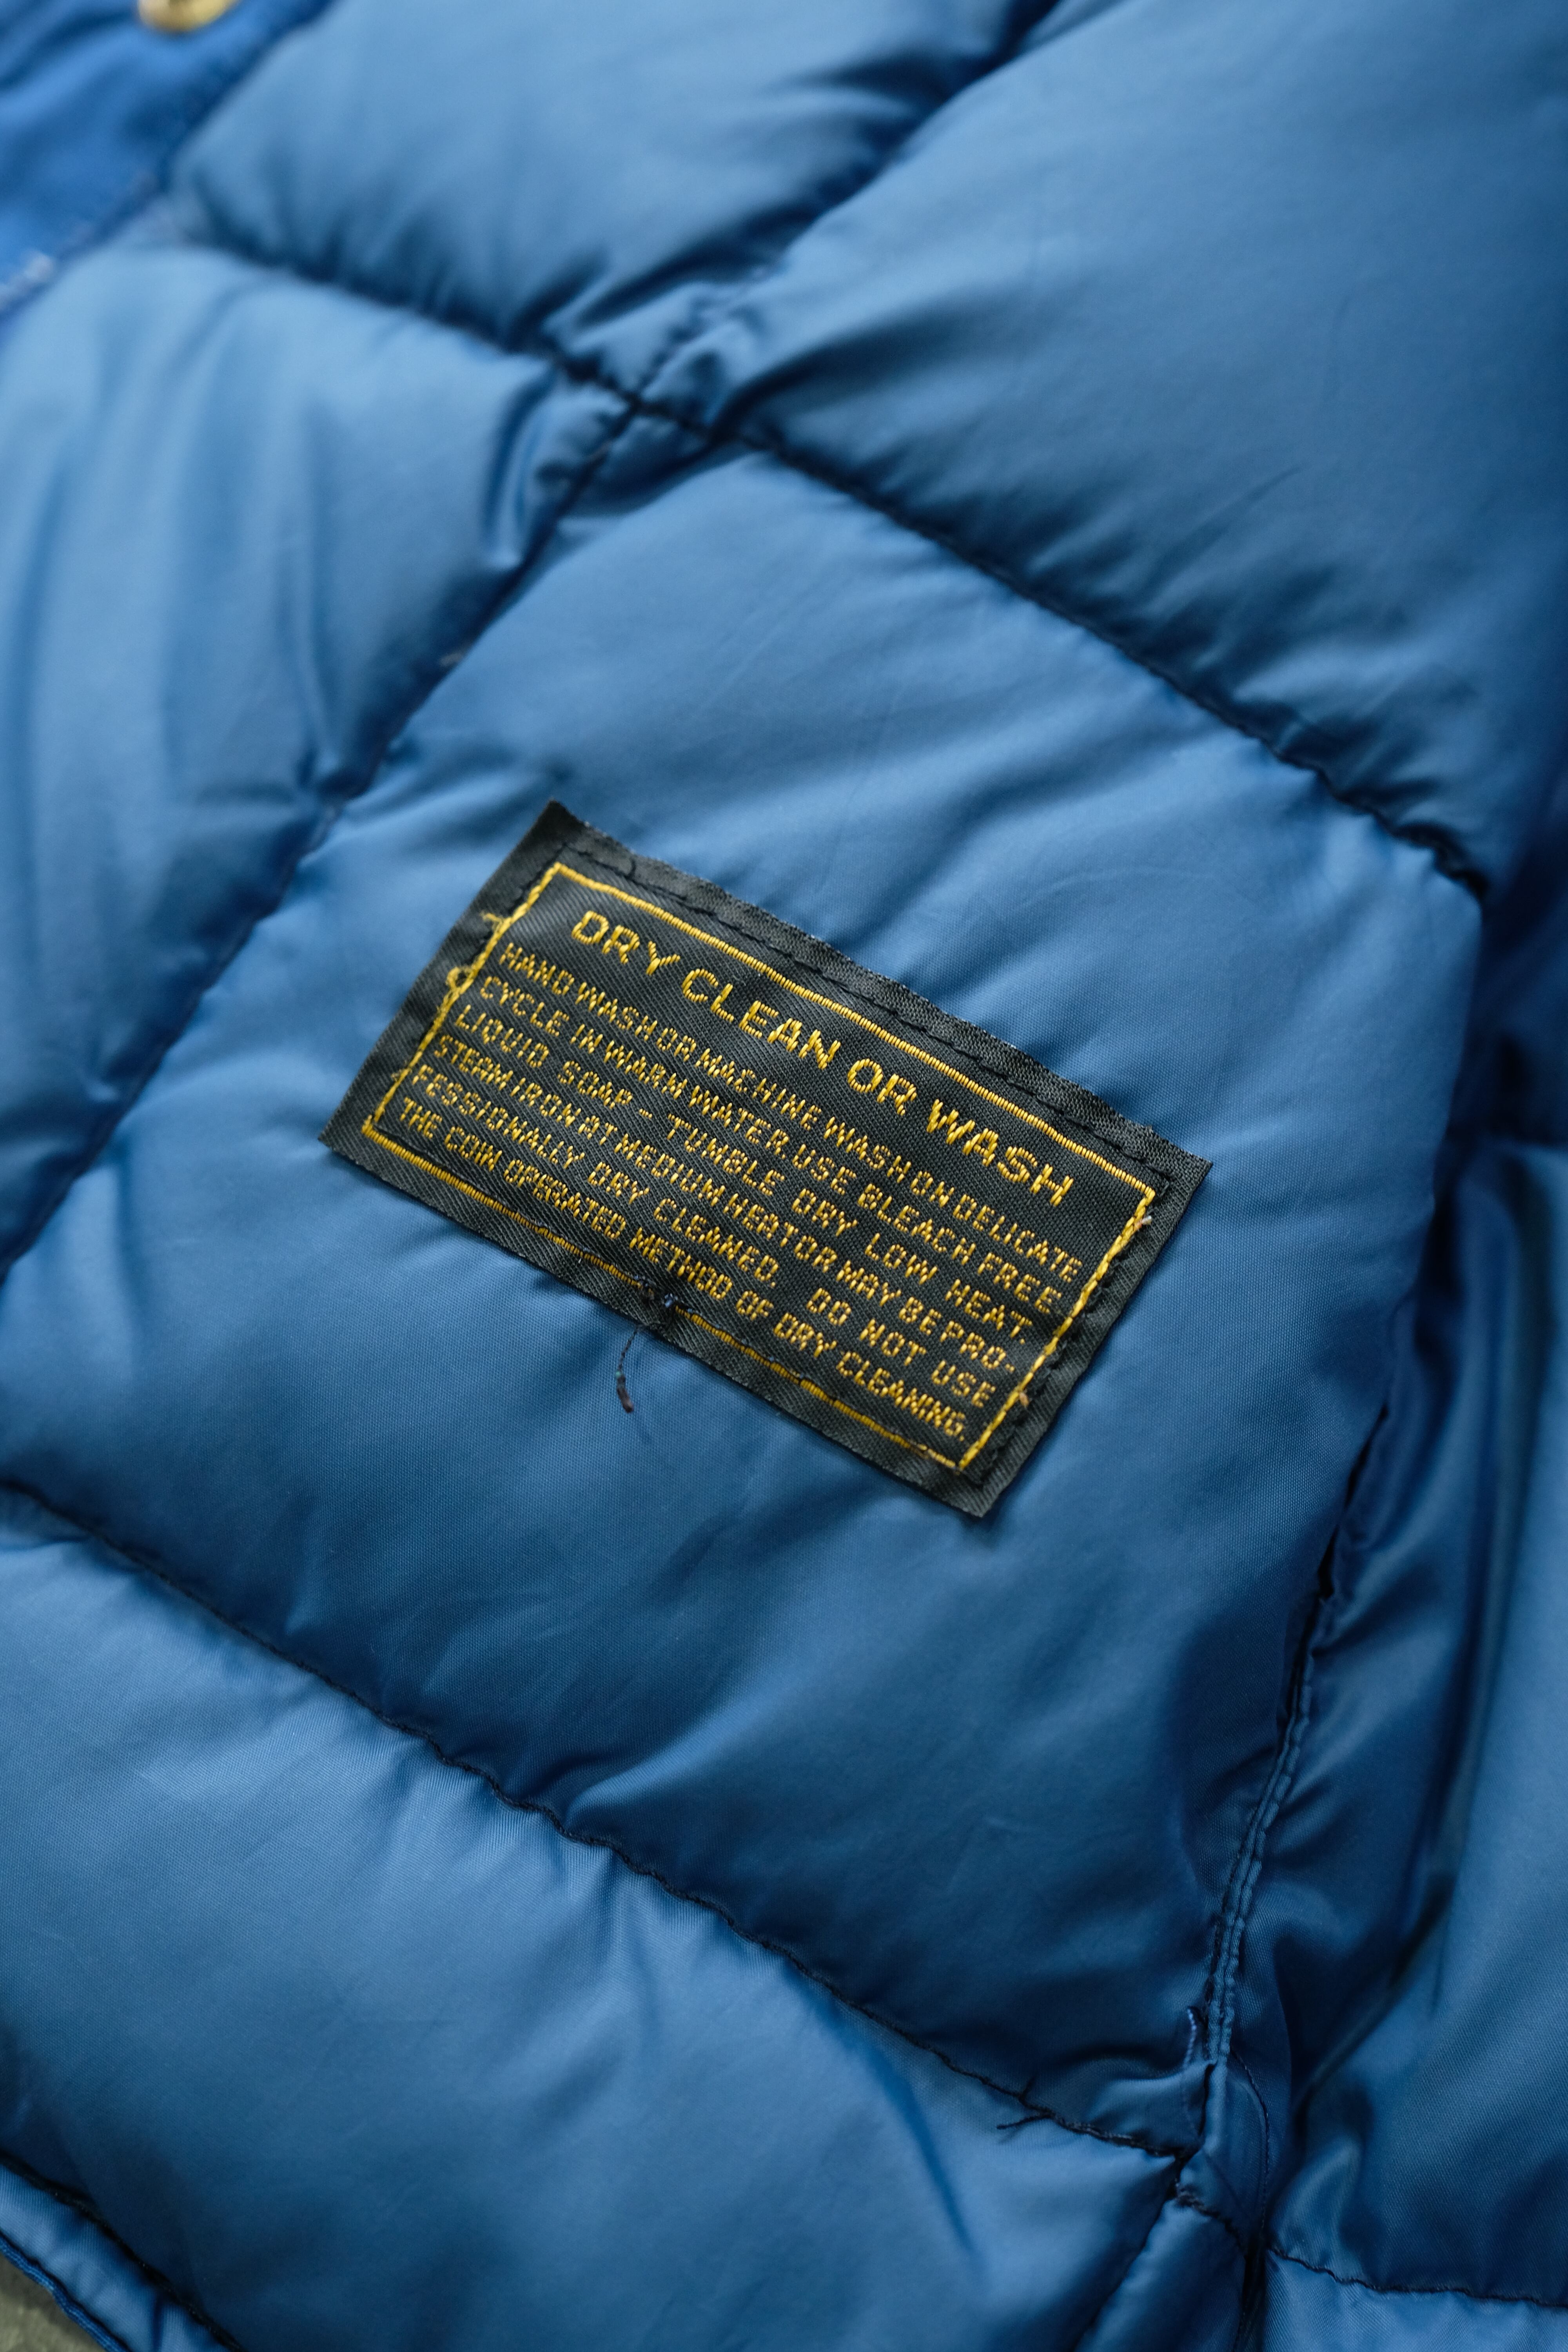 DRY CLEAN OR WASH
HAND WASH OR MACHINE WASH ON DELICATE
CYCLE IN WARM WATER. USE BLEACH FREE
LIQUID SOAP - TUMBLE DRY LOW HEAT.
STEAM IRON AT MEDIUM HEAT OR MAY BE PRO-
FESSIONALLY DRY CLEANED. DO NOT USE
THE COIN OPERATED METHOD OF DRY CLEANING.